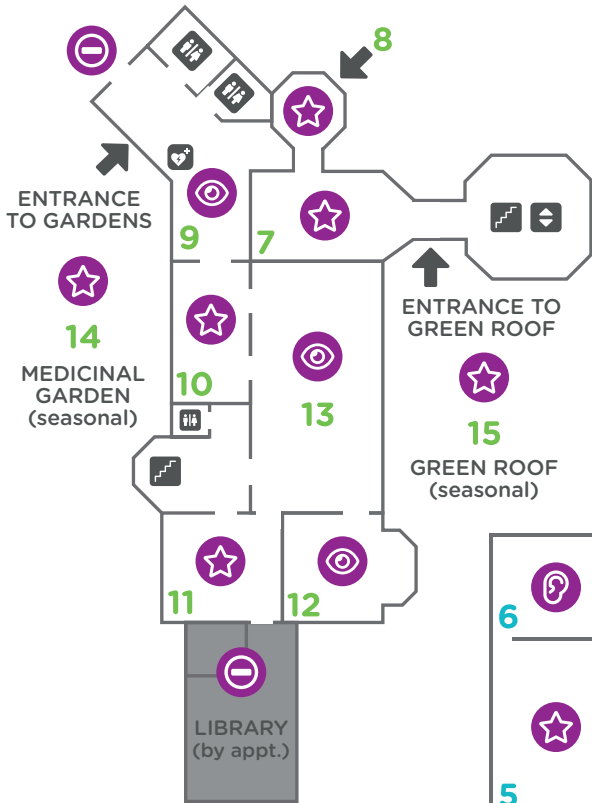 8
ENTRANCE
TO GARDENS
9
7
14
MEDICINAL
GARDEN
(seasonal)
10
13
ENTRANCE TO
GREEN ROOF
15
GREEN ROOF
(seasonal)
11
12
6
LIBRARY
(by appt.)
5